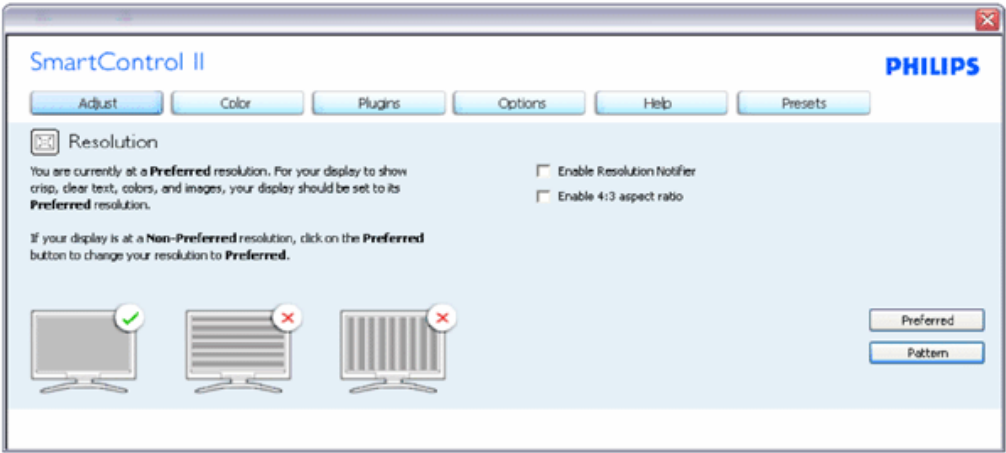 SmartControl II
PHILIPS
Adjust Color Plugins Options Help Presets
Resolution
You are currently at a Preferred resolution. For your display to show
crisp, clear text, colors, and images, your display should be set to its
Preferred resolution.
If your display is at a Non-Preferred resolution, click on the Preferred
button to change your resolution to Preferred.
Enable Resolution Notifier
Enable 4:3 aspect ratio
Preferred
Pattern